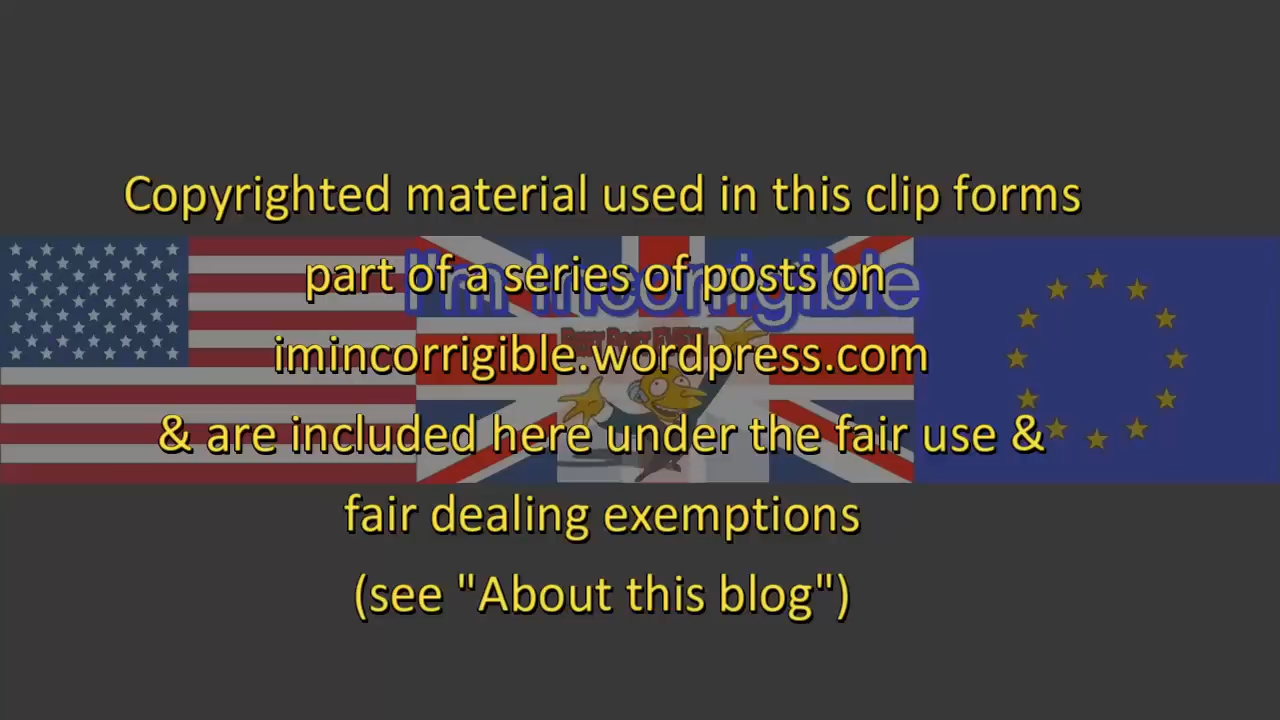 Copyrighted material used in this clip forms
I'm Incorrigible
part of a series of posts on
imincorrigible.wordpress.com
& are included here under the fair use &
fair dealing exemptions
(see "About this blog")